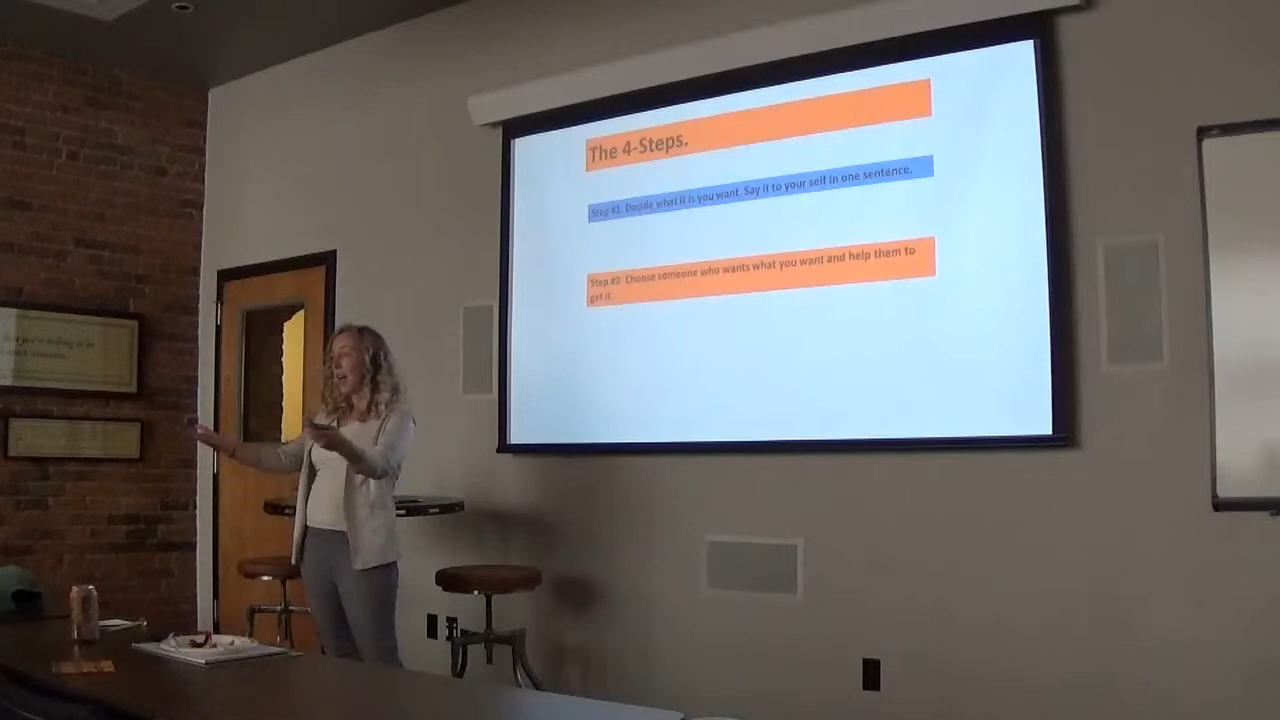 The 4-Steps.
Step #1: Decide what it is you want. Say it to your self in one sentence.
Step #2: Choose someone who wants what you want and help them to
get it.